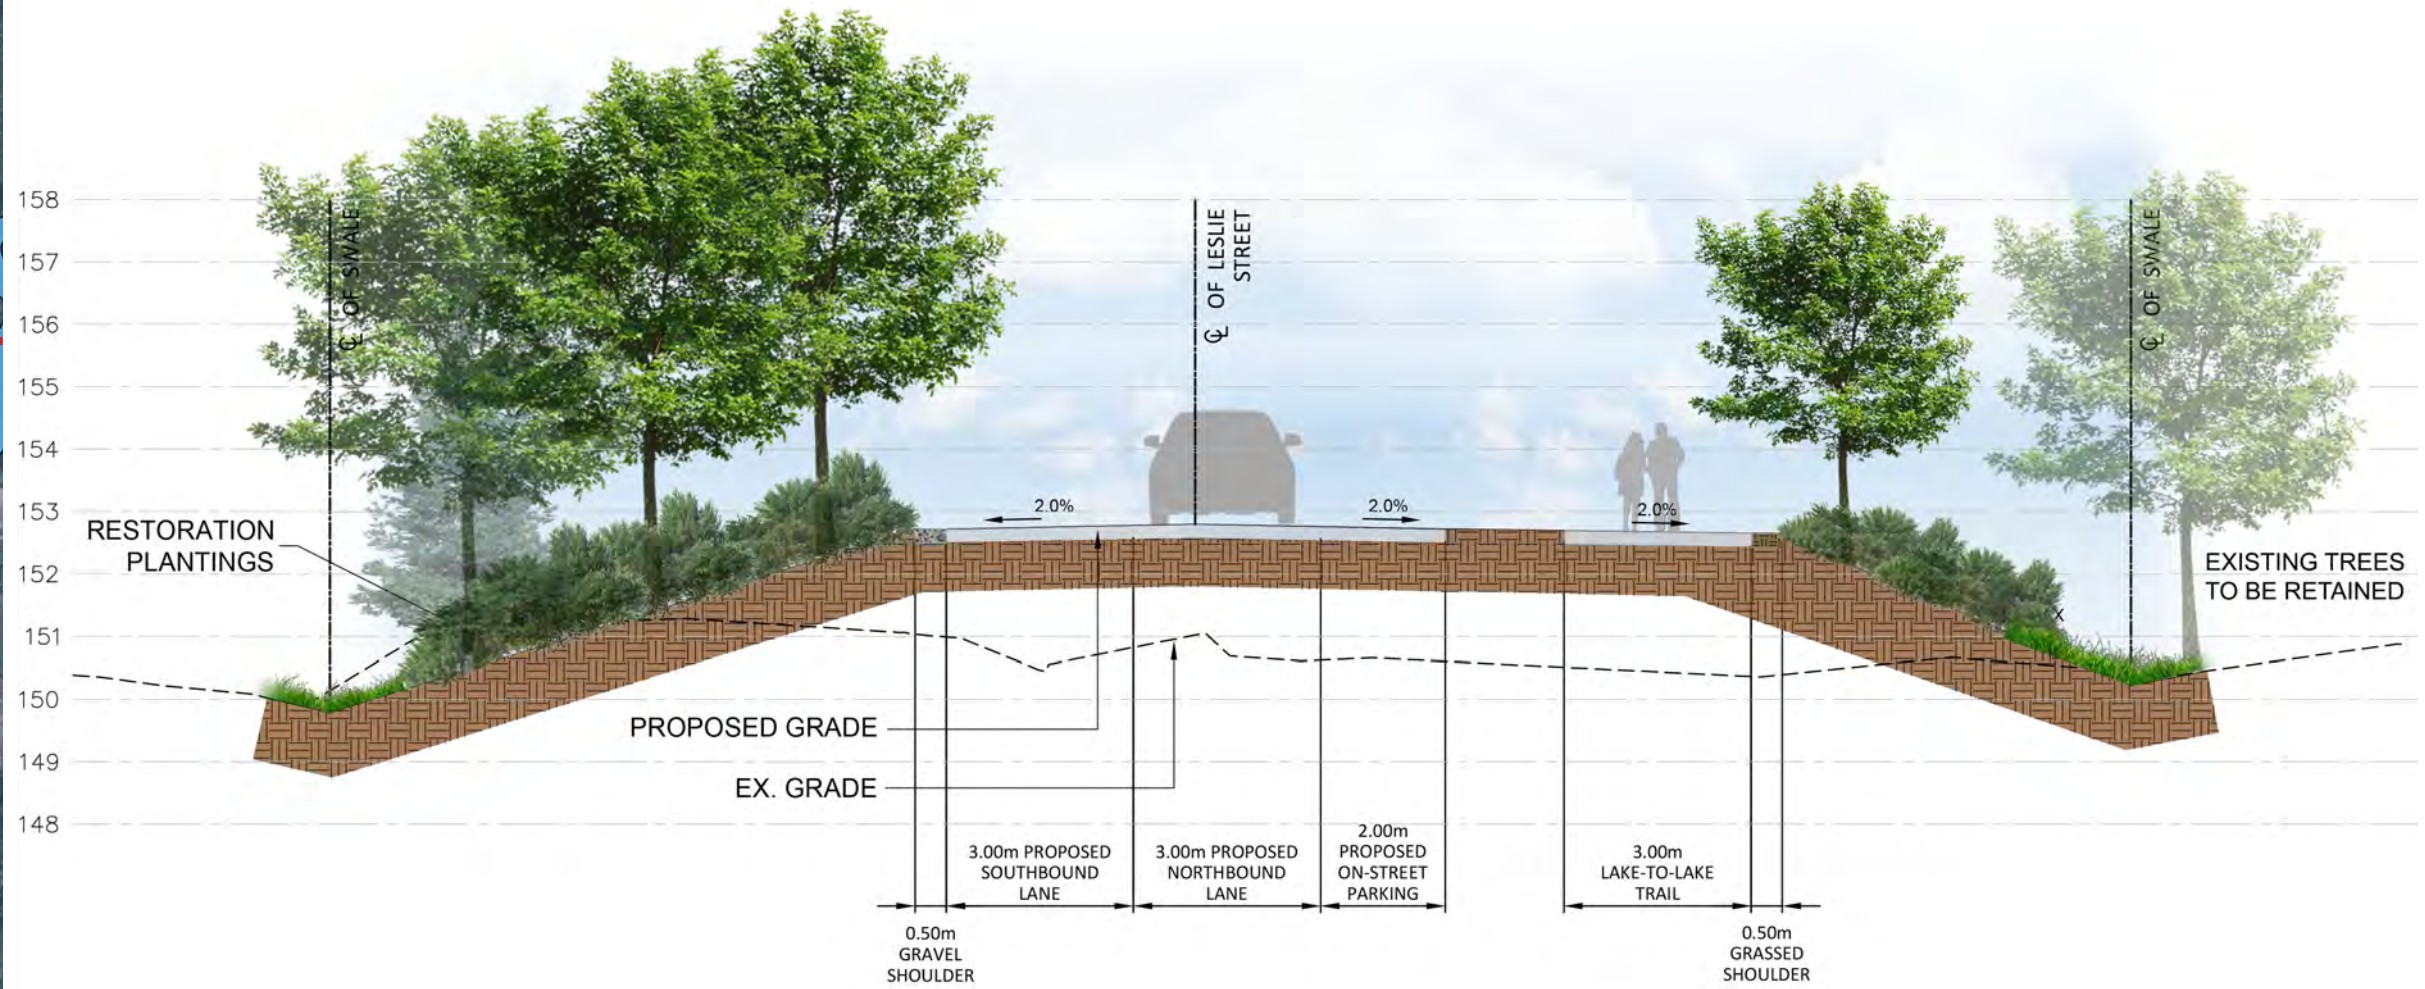 158
157
156
155
154
153
152
151
150
149
148
℄ OF SWALE
℄ OF LESLIE
STREET
℄ OF SWALE
2.0%
2.0%
2.0%
RESTORATION
PLANTINGS
EXISTING TREES
TO BE RETAINED
X
PROPOSED GRADE
EX. GRADE
3.00m PROPOSED
SOUTHBOUND
LANE
3.00m PROPOSED
NORTHBOUND
LANE
2.00m
PROPOSED
ON-STREET
PARKING
3.00m
LAKE-TO-LAKE
TRAIL
0.50m
GRAVEL
SHOULDER
0.50m
GRASSED
SHOULDER